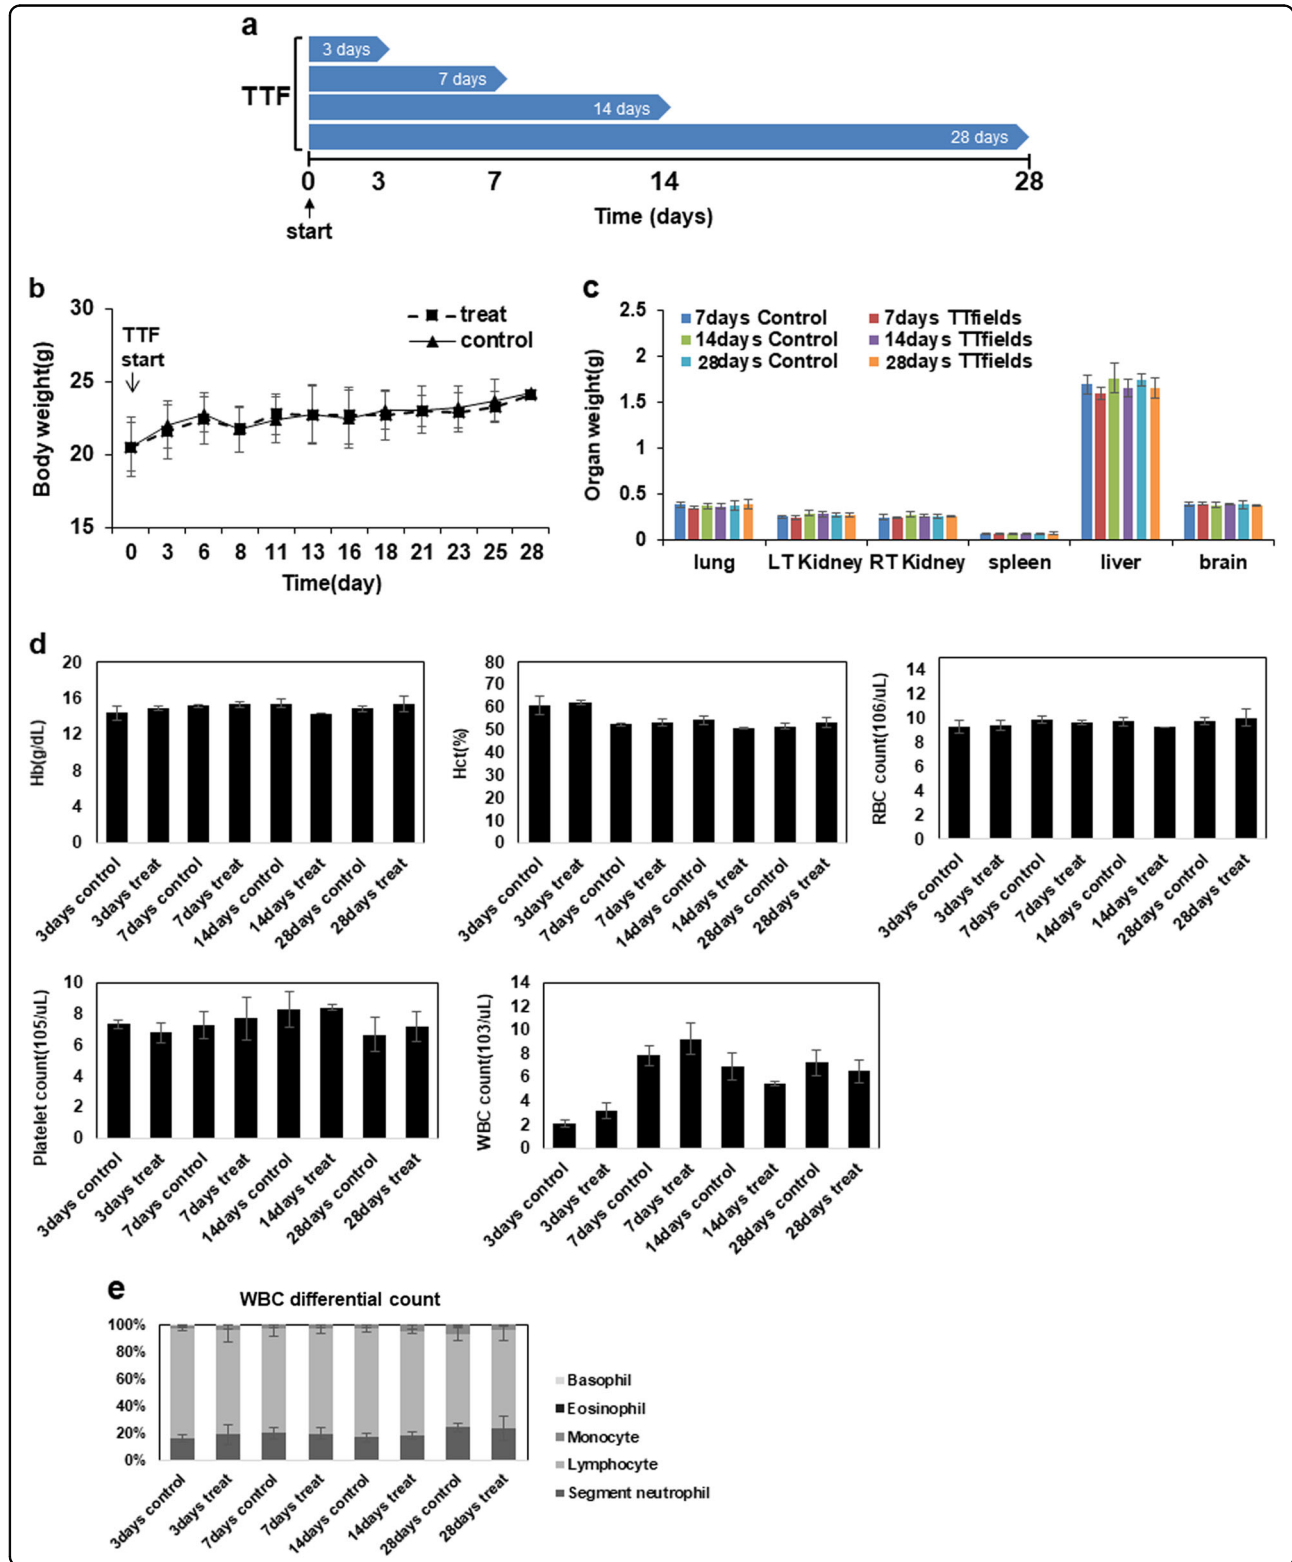 a
3 days
7 days
TTF
14 days
28 days
0 3 7 14 28
Time (days)
start
b
30
25
20
15
Body weight(g)
TTF
start
treat
control
0 3 6 8 11 13 16 18 21 23 25 28
Time(day)
c
2.5
2
1.5
1
0.5
0
Organ weight(g)
7days Control 7days TTfields
14days Control 14days TTfields
28days Control 28days TTfields
lung LT Kidney RT Kidney spleen liver brain
d
20
16
12
8
4
0
Hb(g/dL)
3days control
3days treat
7days control
7days treat
14days control
14days treat
28days control
28days treat
80
70
60
50
40
30
20
10
0
Hct(%)
3days control
3days treat
7days control
7days treat
14days control
14days treat
28days control
28days treat
14
12
10
8
6
4
2
0
RBC count(106/uL)
3days control
3days treat
7days control
7days treat
14days control
14days treat
28days control
28days treat
10
8
6
4
2
0
Platelet count(105/uL)
3days control
3days treat
7days control
7days treat
14days control
14days treat
28days control
28days treat
14
12
10
8
6
4
2
0
WBC count(103/uL)
3days control
3days treat
7days control
7days treat
14days control
14days treat
28days control
28days treat
e
WBC differential count
100%
80%
60%
40%
20%
0%
3days control
3days treat
7days control
7days treat
14days control
14days treat
28days control
28days treat
Basophil
Eosinophil
Monocyte
Lymphocyte
Segment neutrophil